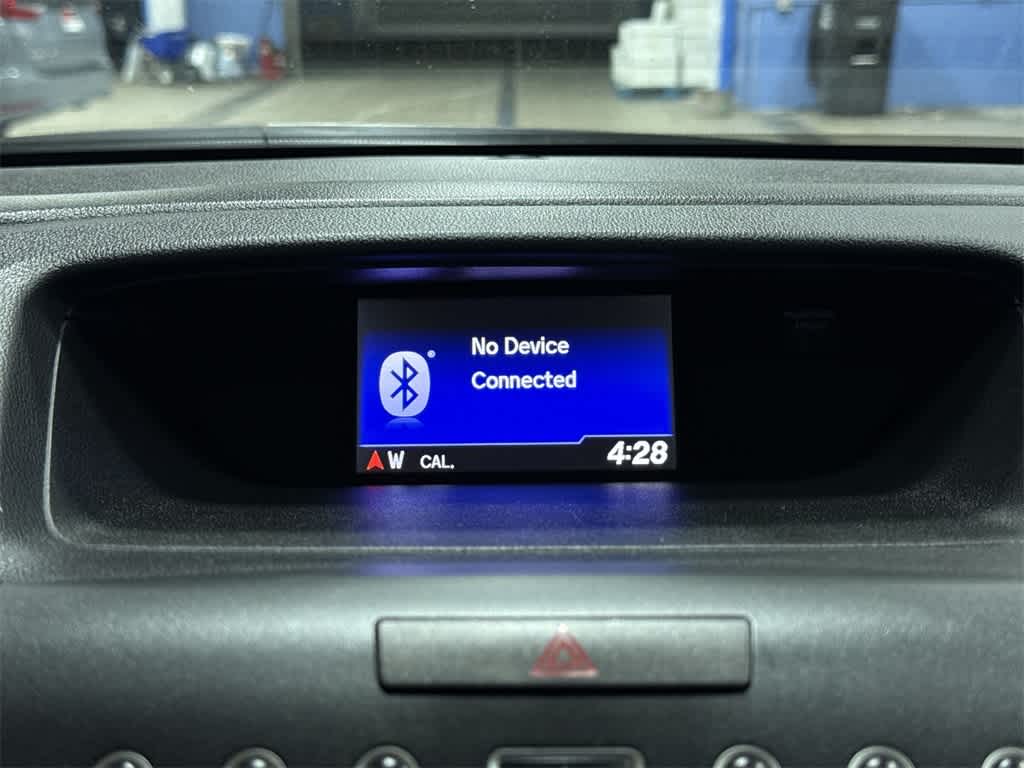 No Device
Connected
W CAL. 4:28